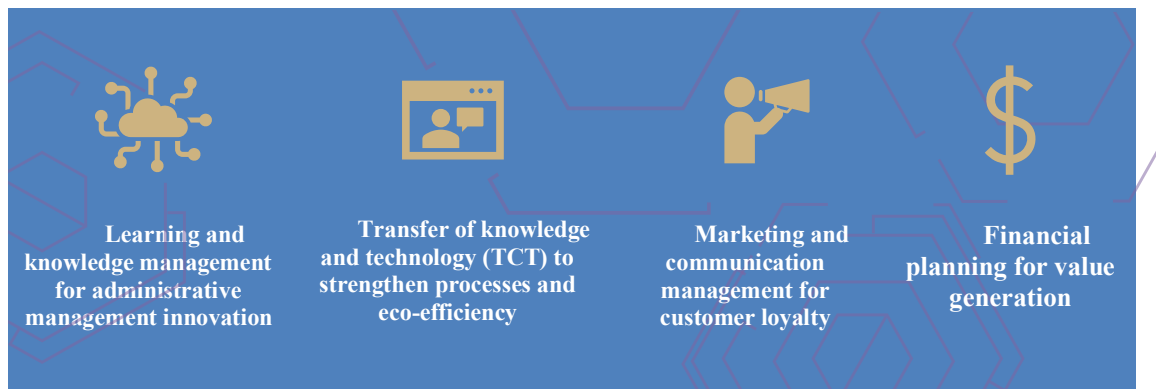 Learning and
knowledge management
for administrative
management innovation
Transfer of knowledge
and technology (TCT) to
strengthen processes and
eco-efficiency
Marketing and
communication
management for
customer loyalty
Financial
planning for value
generation